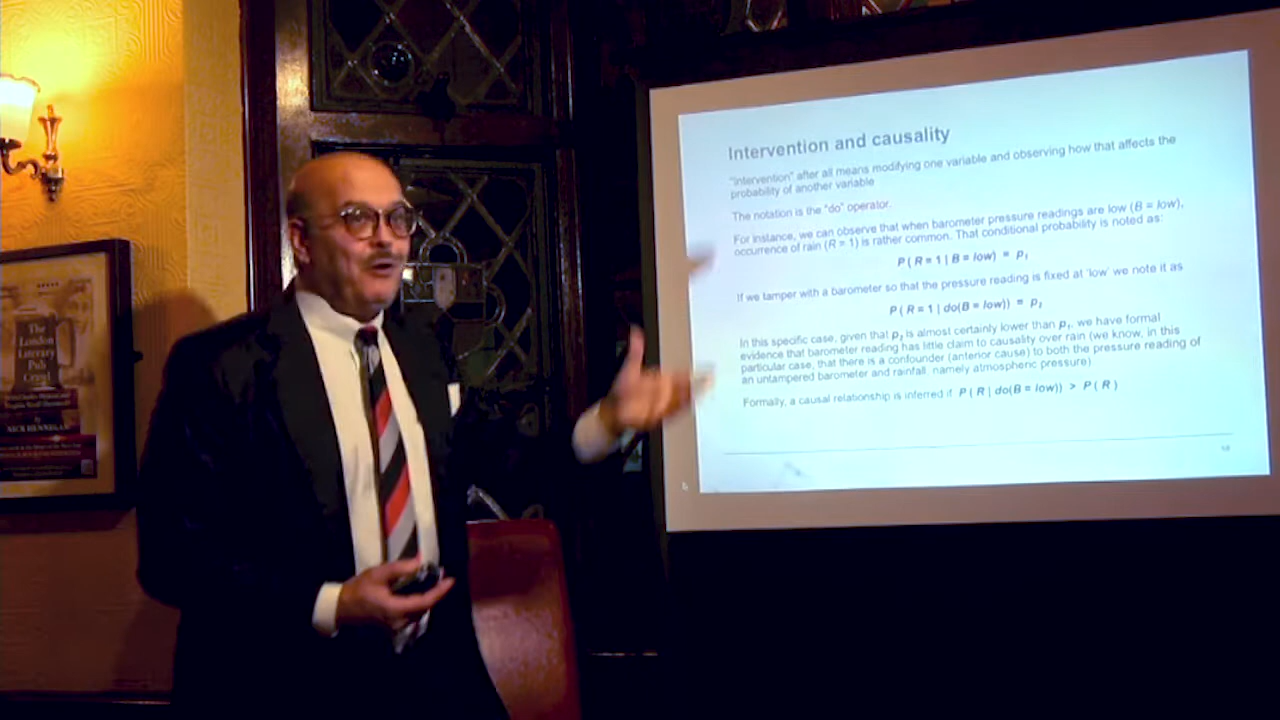 The
London
Literary
Pub
Crawl
by
NICK HENNEGAN
Intervention and causality
"Intervention" after all means modifying one variable and observing how that affects the
probability of another variable
The notation is the "do" operator.
For instance, we can observe that when barometer pressure readings are low (B = low),
occurrence of rain (R = 1) is rather common. That conditional probability is noted as:
P ( R = 1 | B = low) = p₁
If we tamper with a barometer so that the pressure reading is fixed at 'low' we note it as
P ( R = 1 | do(B = low)) = p₂
In this specific case, given that p₂ is almost certainly lower than p₁, we have formal
evidence that barometer reading has little claim to causality over rain (we know, in this
particular case, that there is a confounder (anterior cause) to both the pressure reading of
an untampered barometer and rainfall namely atmospheric pressure)
Formally, a causal relationship is inferred if P ( R | do(B = low)) > P ( R )